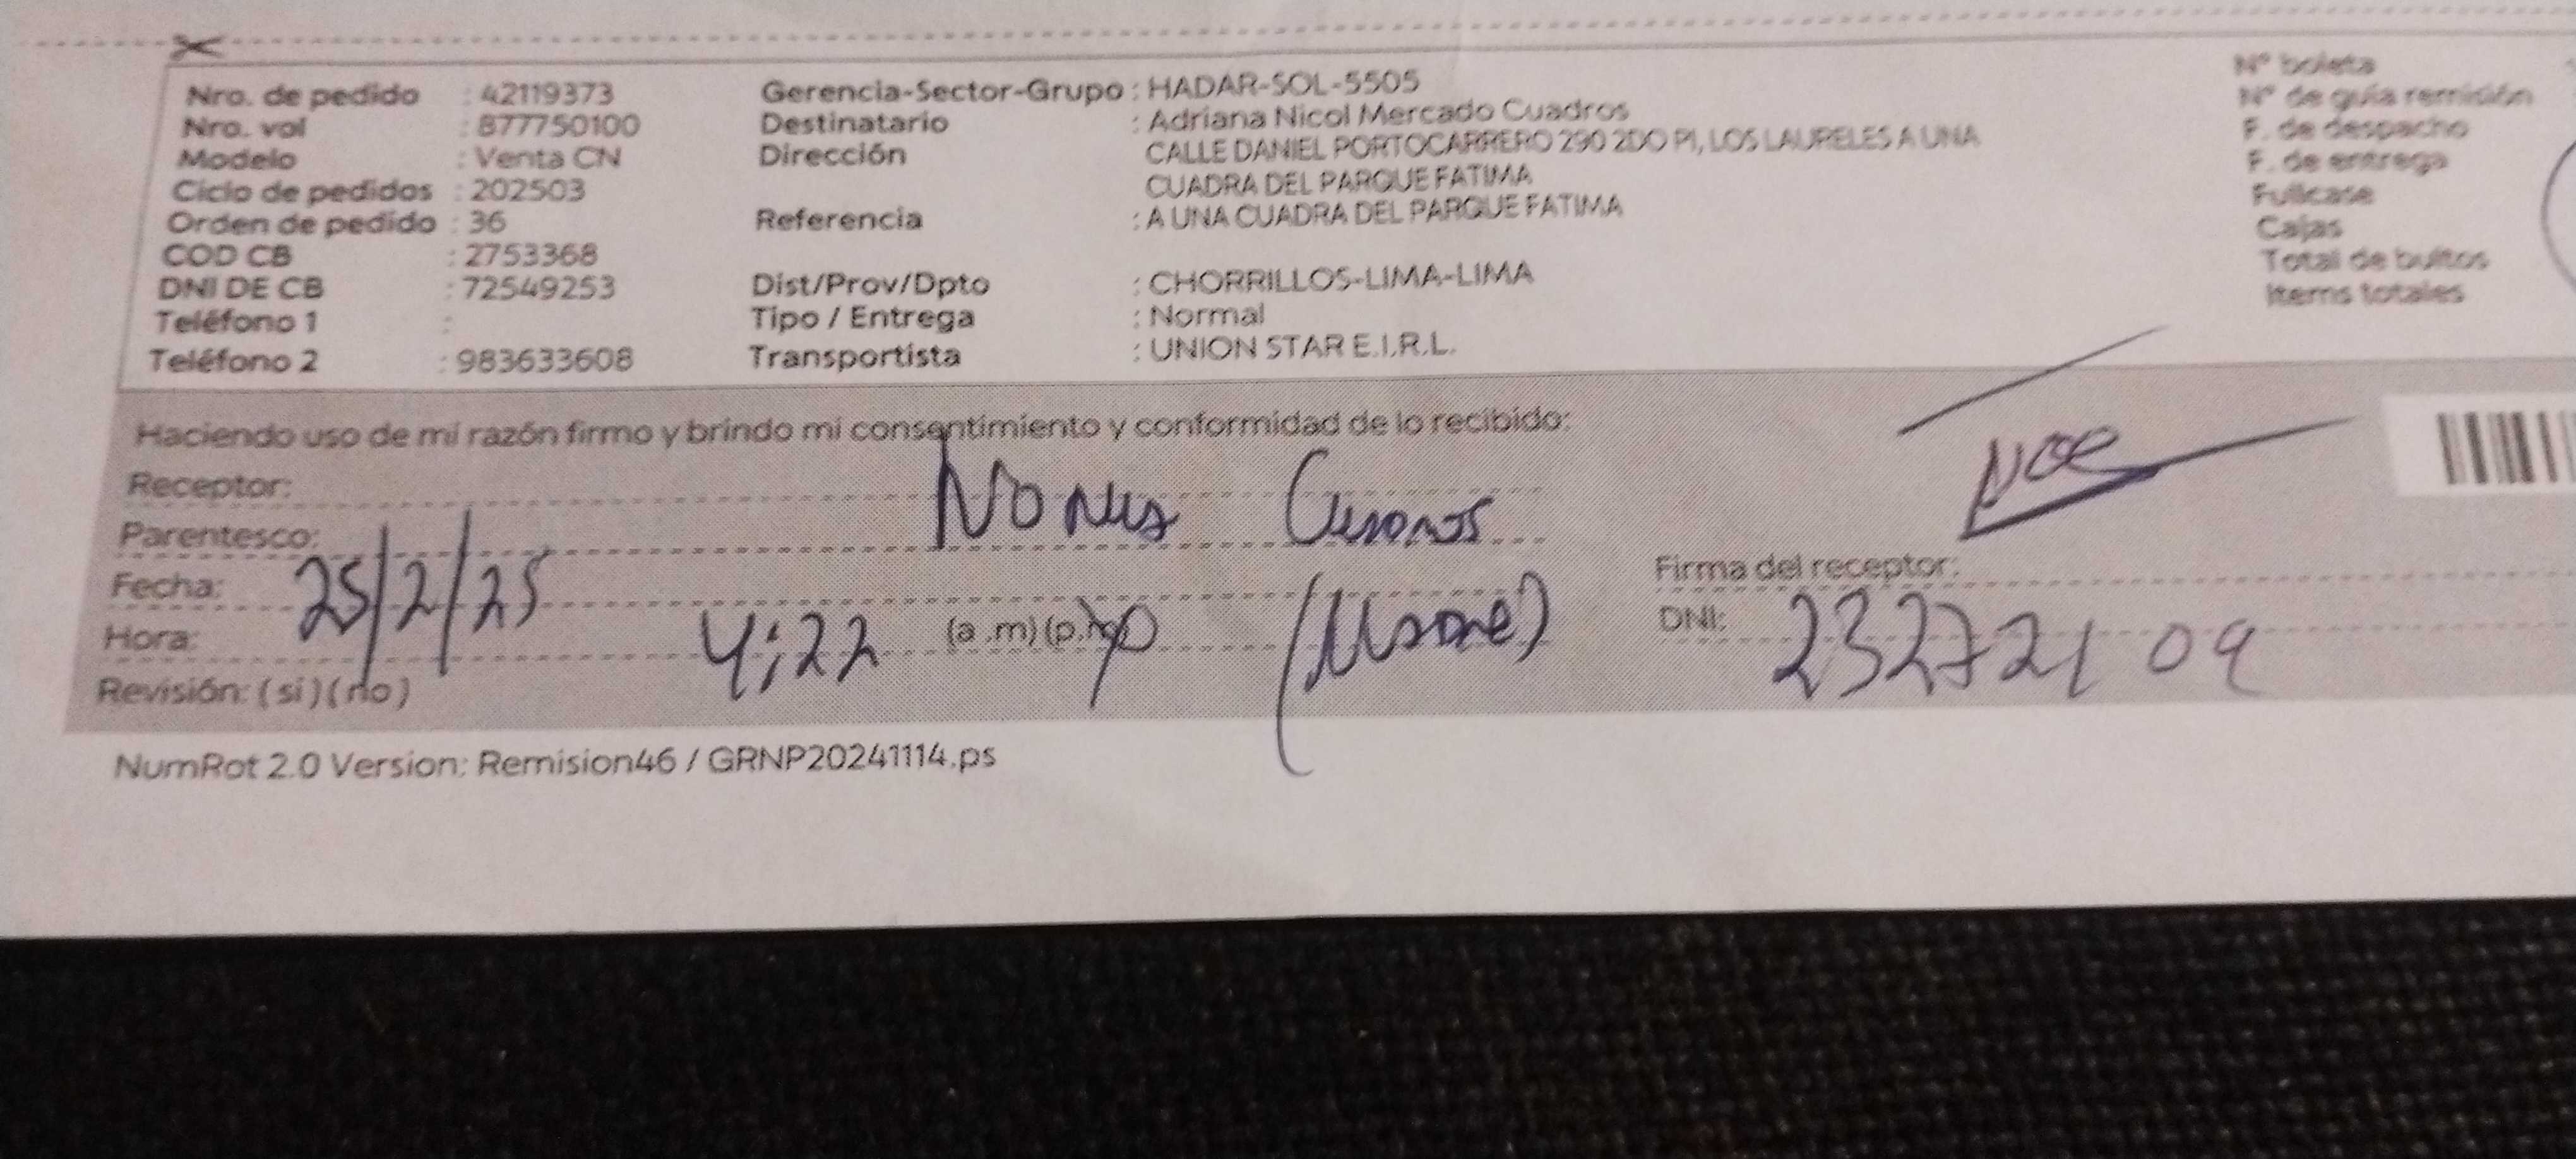 Nro. de pedido : 42119373
Nro. vol : 877750100
Modelo : Venta CN
Ciclo de pedidos : 202503
Orden de pedido : 36
COD CB : 2753368
DNI DE CB : 72549253
Teléfono 1 :
Teléfono 2 : 983633608
Gerencia-Sector-Grupo : HADAR-SOL-5505
Destinatario : Adriana Nicol Mercado Cuadros
Dirección CALLE DANIEL PORTOCARRERO 290 2DO PI, LOS LAURELES A UNA
CUADRA DEL PARQUE FATIMA
Referencia : A UNA CUADRA DEL PARQUE FATIMA
Dist/Prov/Dpto : CHORRILLOS-LIMA-LIMA
Tipo / Entrega : Normal
Transportista : UNION STAR E.I.R.L.
N° boleta
N° de guía remisión
F. de despacho
F. de entrega
Fullcase
Cajas
Total de bultos
Items totales
Haciendo uso de mi razón firmo y brindo mi consentimiento y conformidad de lo recibido:
Receptor:
Parentesco:
Fecha: 25/2/25
Hora: 4:22 (a .m) (p.m) p
Revisión: (si) (no)
Firma del receptor:
DNI: 23272109
NumRot 2.0 Version: Remision46 / GRNP20241114.ps